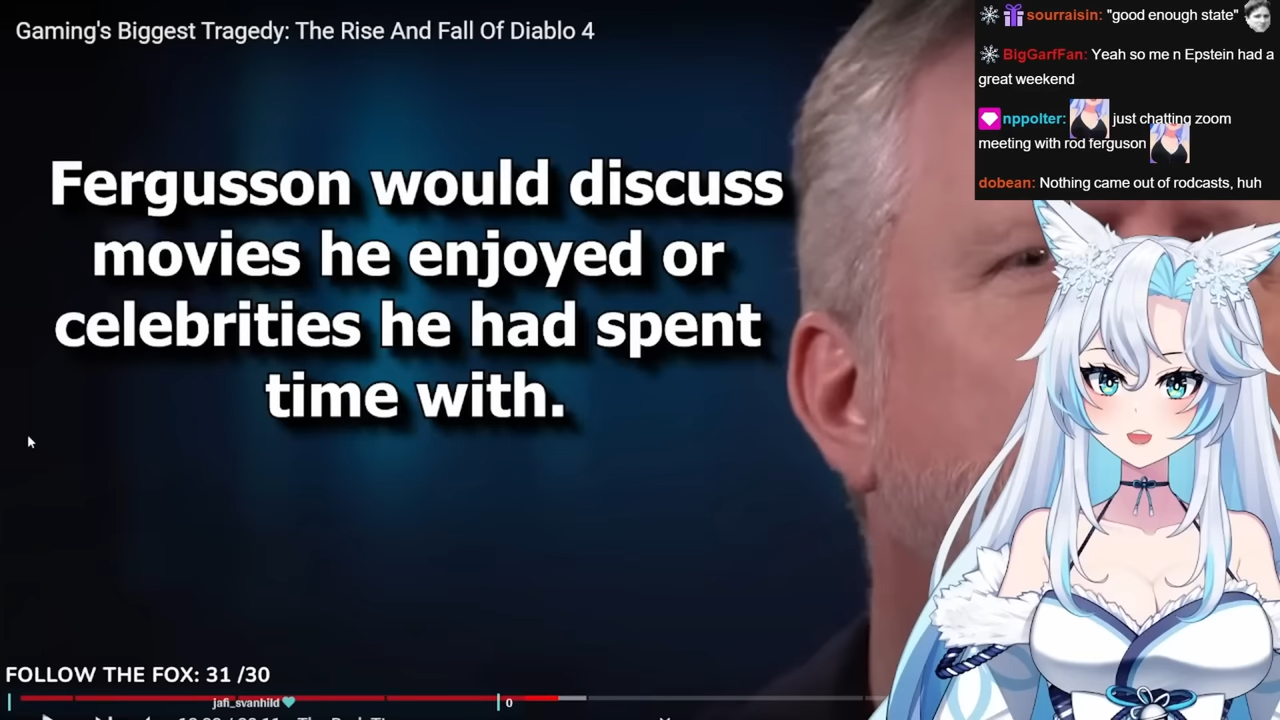 Gaming's Biggest Tragedy: The Rise And Fall Of Diablo 4
Fergusson would discuss
movies he enjoyed or
celebrities he had spent
time with.
sourraisin: "good enough state"
BigGarfFan: Yeah so me n Epstein had a
great weekend
nppolter: just chatting zoom
meeting with rod ferguson
dobean: Nothing came out of rodcasts, huh
FOLLOW THE FOX: 31 /30
jafi_svanhild
0